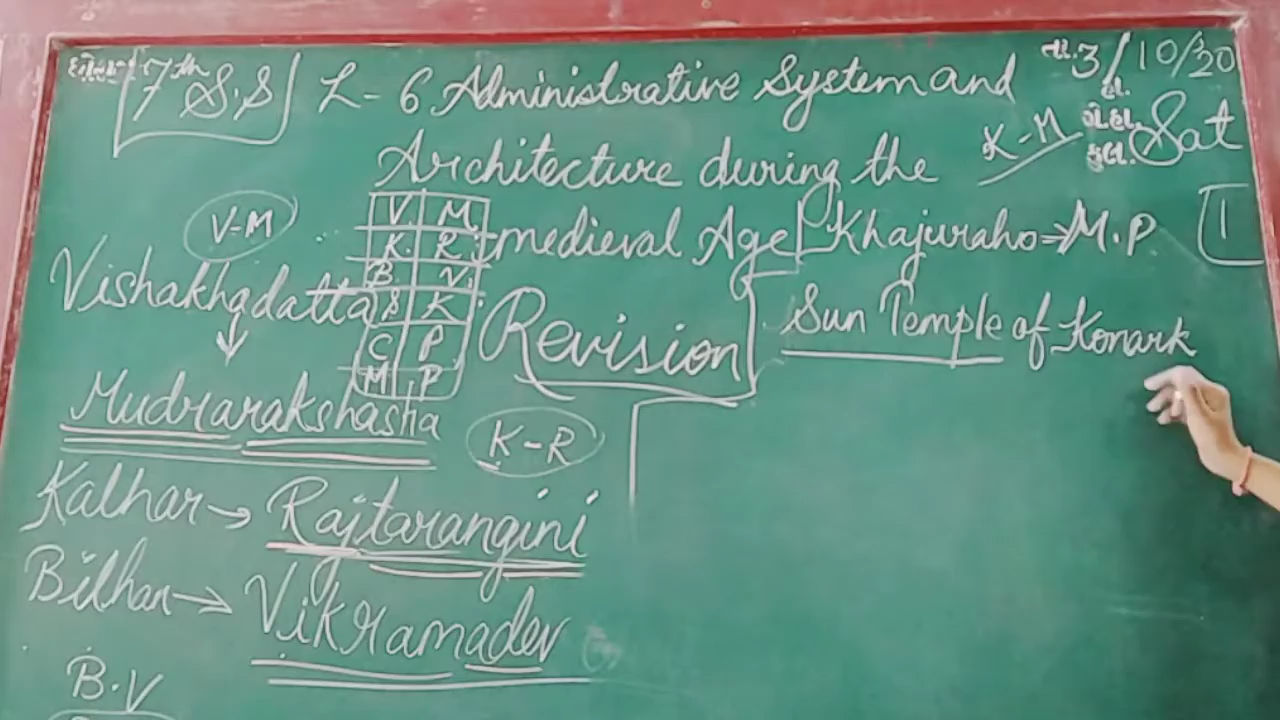 7th S.S L-6 Administrative System and
Architecture during the
medieval Age
તા. 3/10/20
Sat
K-M
1
V-M
V. M.
K. R.
B. V.
S K
C P
M P
Revision
Vishakhadatta
↓
Mudrarakshasha
K-R
Kalhar → Rajtarangini
Bilhan → Vikramadev
B.V
Khajuraho ⇒ M.P
Sun Temple of Konark